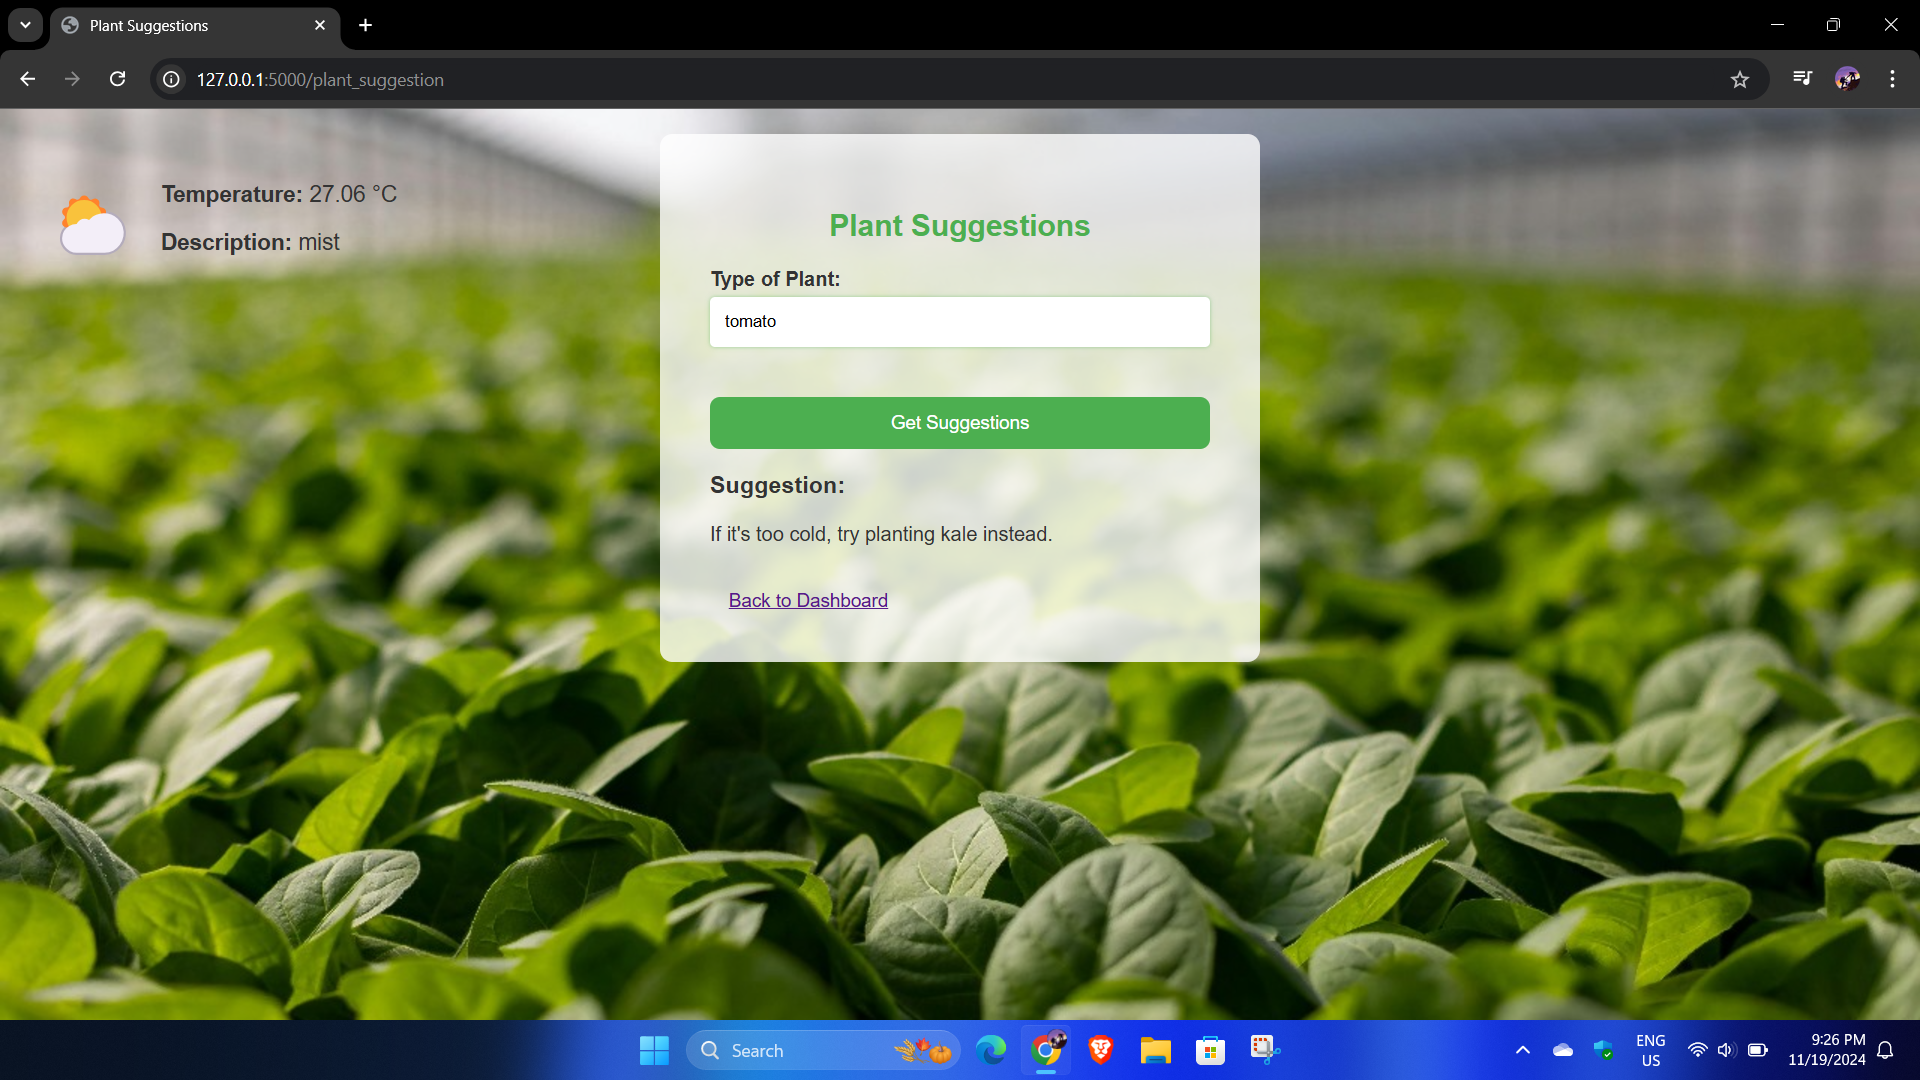 Plant Suggestions
127.0.0.1:5000/plant_suggestion
Temperature: 27.06 °C
Description: mist
Plant Suggestions
Type of Plant:
tomato
Get Suggestions
Suggestion:
If it's too cold, try planting kale instead.
Back to Dashboard
Search
ENG
US
9:26 PM
11/19/2024